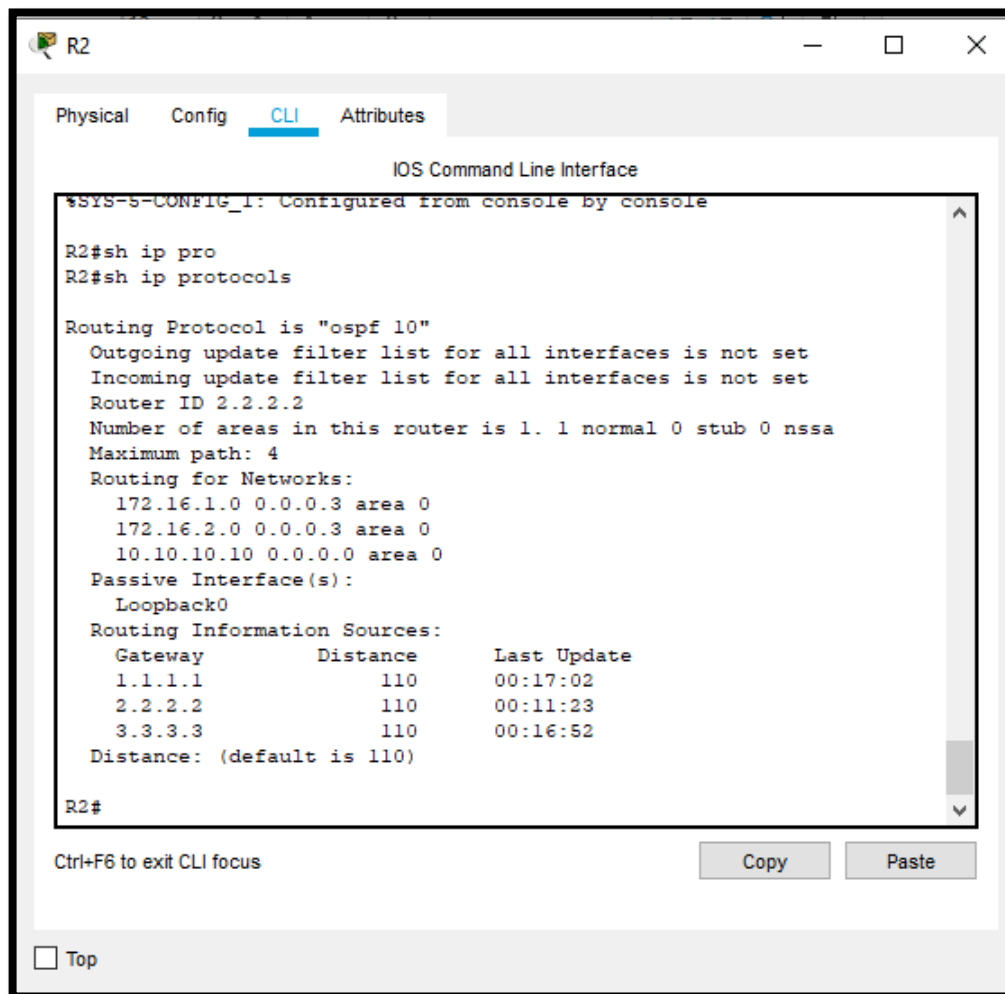 R2
Physical Config CLI Attributes
IOS Command Line Interface
%SYS-5-CONFIG_I: Configured from console by console
R2#sh ip pro
R2#sh ip protocols
Routing Protocol is "ospf 10"
Outgoing update filter list for all interfaces is not set
Incoming update filter list for all interfaces is not set
Router ID 2.2.2.2
Number of areas in this router is 1. 1 normal 0 stub 0 nssa
Maximum path: 4
Routing for Networks:
172.16.1.0 0.0.0.3 area 0
172.16.2.0 0.0.0.3 area 0
10.10.10.10 0.0.0.0 area 0
Passive Interface(s):
Loopback0
Routing Information Sources:
Gateway Distance Last Update
1.1.1.1 110 00:17:02
2.2.2.2 110 00:11:23
3.3.3.3 110 00:16:52
Distance: (default is 110)
R2#
Ctrl+F6 to exit CLI focus
Copy Paste
Top